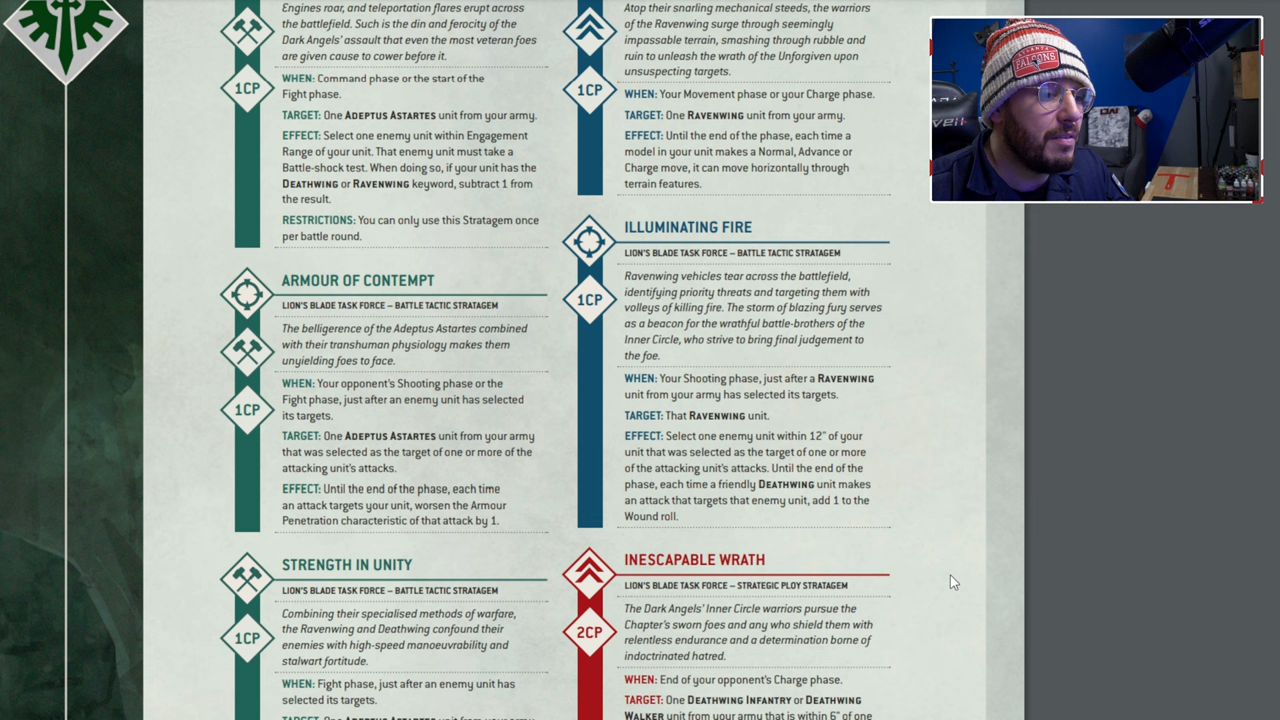 Engines roar, and teleportation flares erupt across
the battlefield. Such is the din and ferocity of the
Dark Angels' assault that even the most veteran foes
are given cause to cower before it.
1CP
WHEN: Command phase or the start of the
Fight phase.
TARGET: One ADEPTUS ASTARTES unit from your army.
EFFECT: Select one enemy unit within Engagement
Range of your unit. That enemy unit must take a
Battle-shock test. When doing so, if your unit has the
DEATHWING or RAVENWING keyword, subtract 1 from
the result.
RESTRICTIONS: You can only use this Stratagem once
per battle round.
ARMOUR OF CONTEMPT
LION'S BLADE TASK FORCE – BATTLE TACTIC STRATAGEM
The belligerence of the Adeptus Astartes combined
with their transhuman physiology makes them
unyielding foes to face.
1CP
WHEN: Your opponent's Shooting phase or the
Fight phase, just after an enemy unit has selected
its targets.
TARGET: One ADEPTUS ASTARTES unit from your army
that was selected as the target of one or more of the
attacking unit's attacks.
EFFECT: Until the end of the phase, each time
an attack targets your unit, worsen the Armour
Penetration characteristic of that attack by 1.
STRENGTH IN UNITY
LION'S BLADE TASK FORCE – BATTLE TACTIC STRATAGEM
1CP
Combining their specialised methods of warfare,
the Ravenwing and Deathwing confound their
enemies with high-speed manoeuvrability and
stalwart fortitude.
WHEN: Fight phase, just after an enemy unit has
selected its targets.
TARGET: One ADEPTUS ASTARTES unit from your army
Atop their snarling mechanical steeds, the warriors
of the Ravenwing surge through seemingly
impassable terrain, smashing through rubble and
ruin to unleash the wrath of the Unforgiven upon
unsuspecting targets.
1CP
WHEN: Your Movement phase or your Charge phase.
TARGET: One RAVENWING unit from your army.
EFFECT: Until the end of the phase, each time a
model in your unit makes a Normal, Advance or
Charge move, it can move horizontally through
terrain features.
ILLUMINATING FIRE
LION'S BLADE TASK FORCE – BATTLE TACTIC STRATAGEM
1CP
Ravenwing vehicles tear across the battlefield,
identifying priority threats and targeting them with
volleys of killing fire. The storm of blazing fury serves
as a beacon for the wrathful battle-brothers of the
Inner Circle, who strive to bring final judgement to
the foe.
WHEN: Your Shooting phase, just after a RAVENWING
unit from your army has selected its targets.
TARGET: That RAVENWING unit.
EFFECT: Select one enemy unit within 12" of your
unit that was selected as the target of one or more
of the attacking unit's attacks. Until the end of the
phase, each time a friendly DEATHWING unit makes
an attack that targets that enemy unit, add 1 to the
Wound roll.
INESCAPABLE WRATH
LION'S BLADE TASK FORCE – STRATEGIC PLOY STRATAGEM
2CP
The Dark Angels' Inner Circle warriors pursue the
Chapter's sworn foes and any who shield them with
relentless endurance and a determination borne of
indoctrinated hatred.
WHEN: End of your opponent's Charge phase.
TARGET: One DEATHWING INFANTRY or DEATHWING
WALKER unit from your army that is within 6" of one
FALCONS